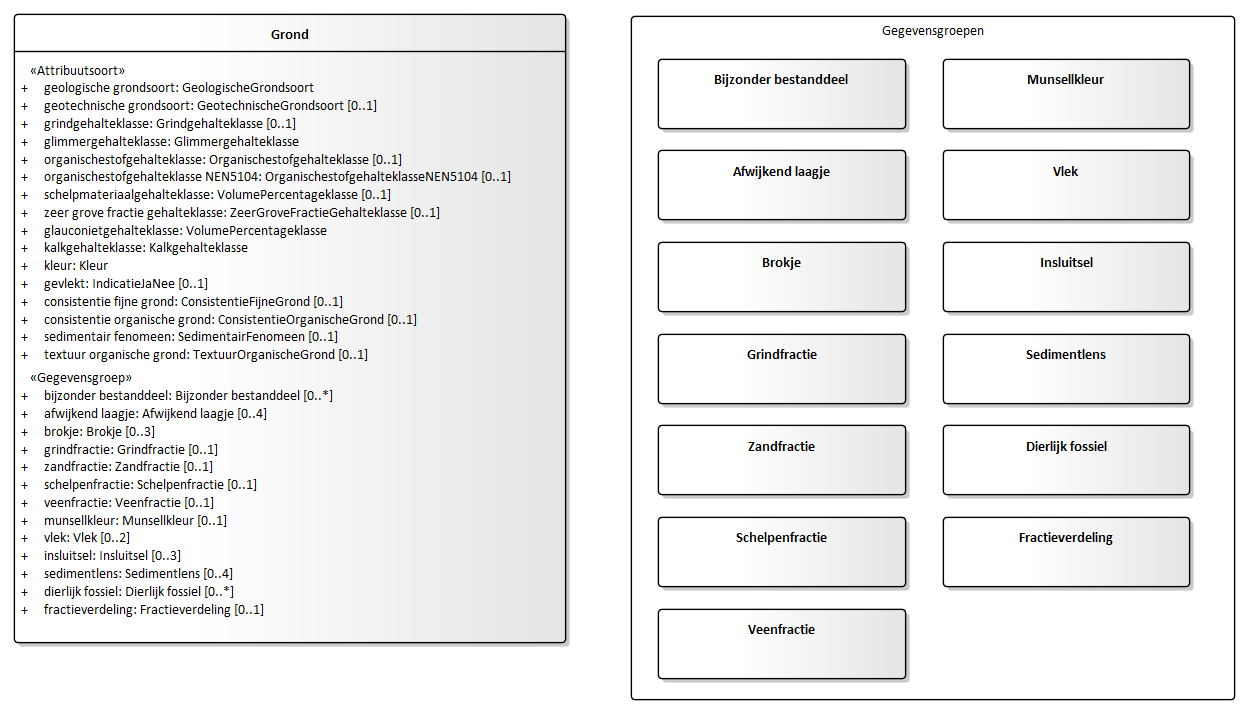 Grond
«Attribuutsoort»
+ geologische grondsoort: GeologischeGrondsoort
+ geotechnische grondsoort: GeotechnischeGrondsoort [0..1]
+ grindgehalteklasse: Grindgehalteklasse [0..1]
+ glimmergehalteklasse: Glimmergehalteklasse
+ organischestofgehalteklasse: Organischestofgehalteklasse [0..1]
+ organischestofgehalteklasse NEN5104: OrganischestofgehalteklasseNEN5104 [0..1]
+ schelpmateriaalgehalteklasse: VolumePercentageklasse [0..1]
+ zeer grove fractie gehalteklasse: ZeerGroveFractieGehalteklasse [0..1]
+ glauconietgehalteklasse: VolumePercentageklasse
+ kalkgehalteklasse: Kalkgehalteklasse
+ kleur: Kleur
+ gevlekt: IndicatieJaNee [0..1]
+ consistentie fijne grond: ConsistentieFijneGrond [0..1]
+ consistentie organische grond: ConsistentieOrganischeGrond [0..1]
+ sedimentair fenomeen: SedimentairFenomeen [0..1]
+ textuur organische grond: TextuurOrganischeGrond [0..1]
«Gegevensgroep»
+ bijzonder bestanddeel: Bijzonder bestanddeel [0..*]
+ afwijkend laagje: Afwijkend laagje [0..4]
+ brokje: Brokje [0..3]
+ grindfractie: Grindfractie [0..1]
+ zandfractie: Zandfractie [0..1]
+ schelpenfractie: Schelpenfractie [0..1]
+ veenfractie: Veenfractie [0..1]
+ munsellkleur: Munsellkleur [0..1]
+ vlek: Vlek [0..2]
+ insluitsel: Insluitsel [0..3]
+ sedimentlens: Sedimentlens [0..4]
+ dierlijk fossiel: Dierlijk fossiel [0..*]
+ fractieverdeling: Fractieverdeling [0..1]
Gegevensgroepen
Bijzonder bestanddeel
Munsellkleur
Afwijkend laagje
Vlek
Brokje
Insluitsel
Grindfractie
Sedimentlens
Zandfractie
Dierlijk fossiel
Schelpenfractie
Fractieverdeling
Veenfractie